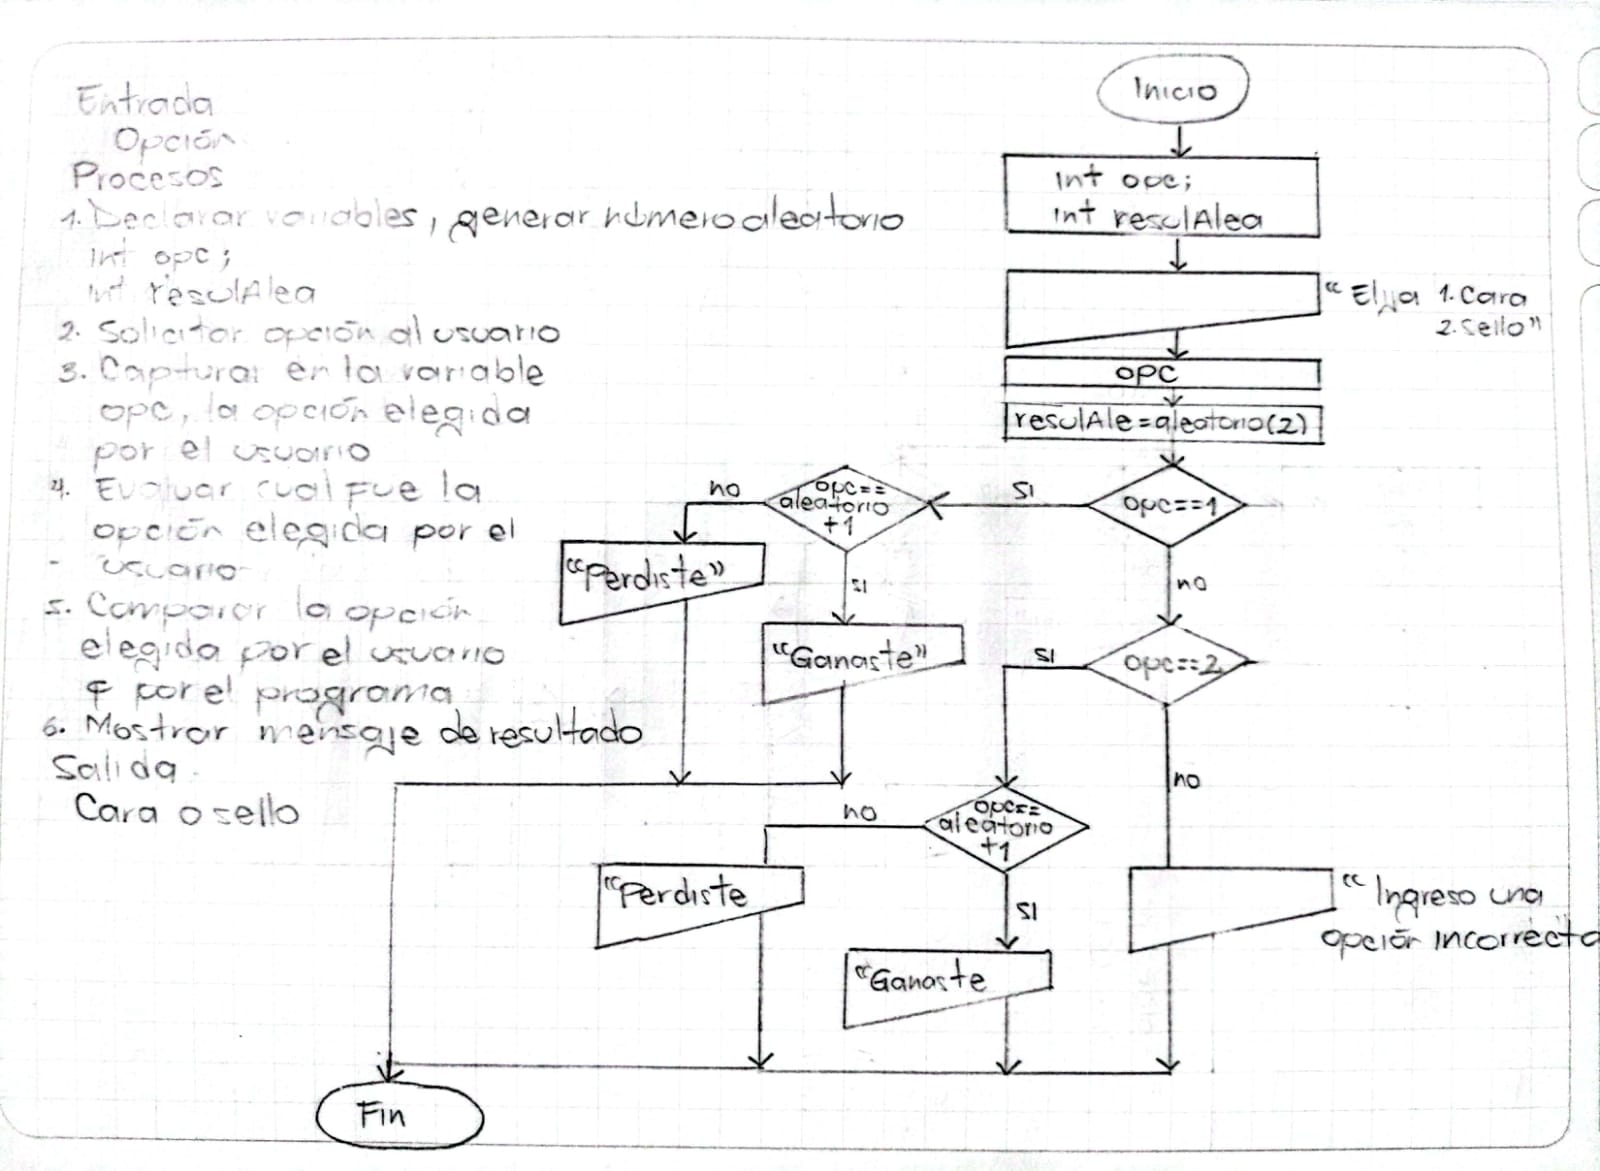 Entrada
Opción
Procesos
1. Declarar variables, generar número aleatorio
int opc;
int resulAlea
2. Solicitar opción al usuario
3. Capturar en la variable
opc, la opción elegida
por el usuario
4. Evaluar cual fue la
opción elegida por el
usuario
5. Comparar la opción
elegida por el usuario
por el programa
6. Mostrar mensaje de resultado
Salida
Cara o sello
Inicio
int opc;
int resulAlea
"Elija 1. Cara
2. Sello"
opc
resulAle=aleatorio(2)
opc==1
si
no
opc==
aleatorio
+1
no
"Perdiste"
si
"Ganaste"
opc==2
si
no
opc==
aleatorio
+1
no
"Perdiste
si
"Ganaste
"Ingreso una
opción incorrecta
Fin